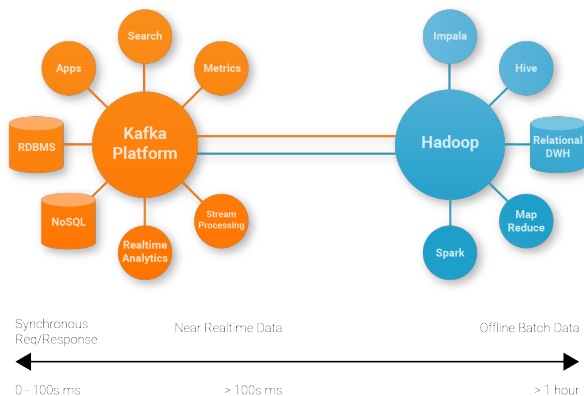 Search
Impala
Apps
Metrics
Hive
Kafka
Platform
Hadoop
RDBMS
Relational
DWH
NoSQL
Stream
Processing
Map
Reduce
Realtime
Analytics
Spark
Synchronous
Req/Response
Near Realtime Data
Offline Batch Data
0 - 100s ms
> 100s ms
> 1 hour